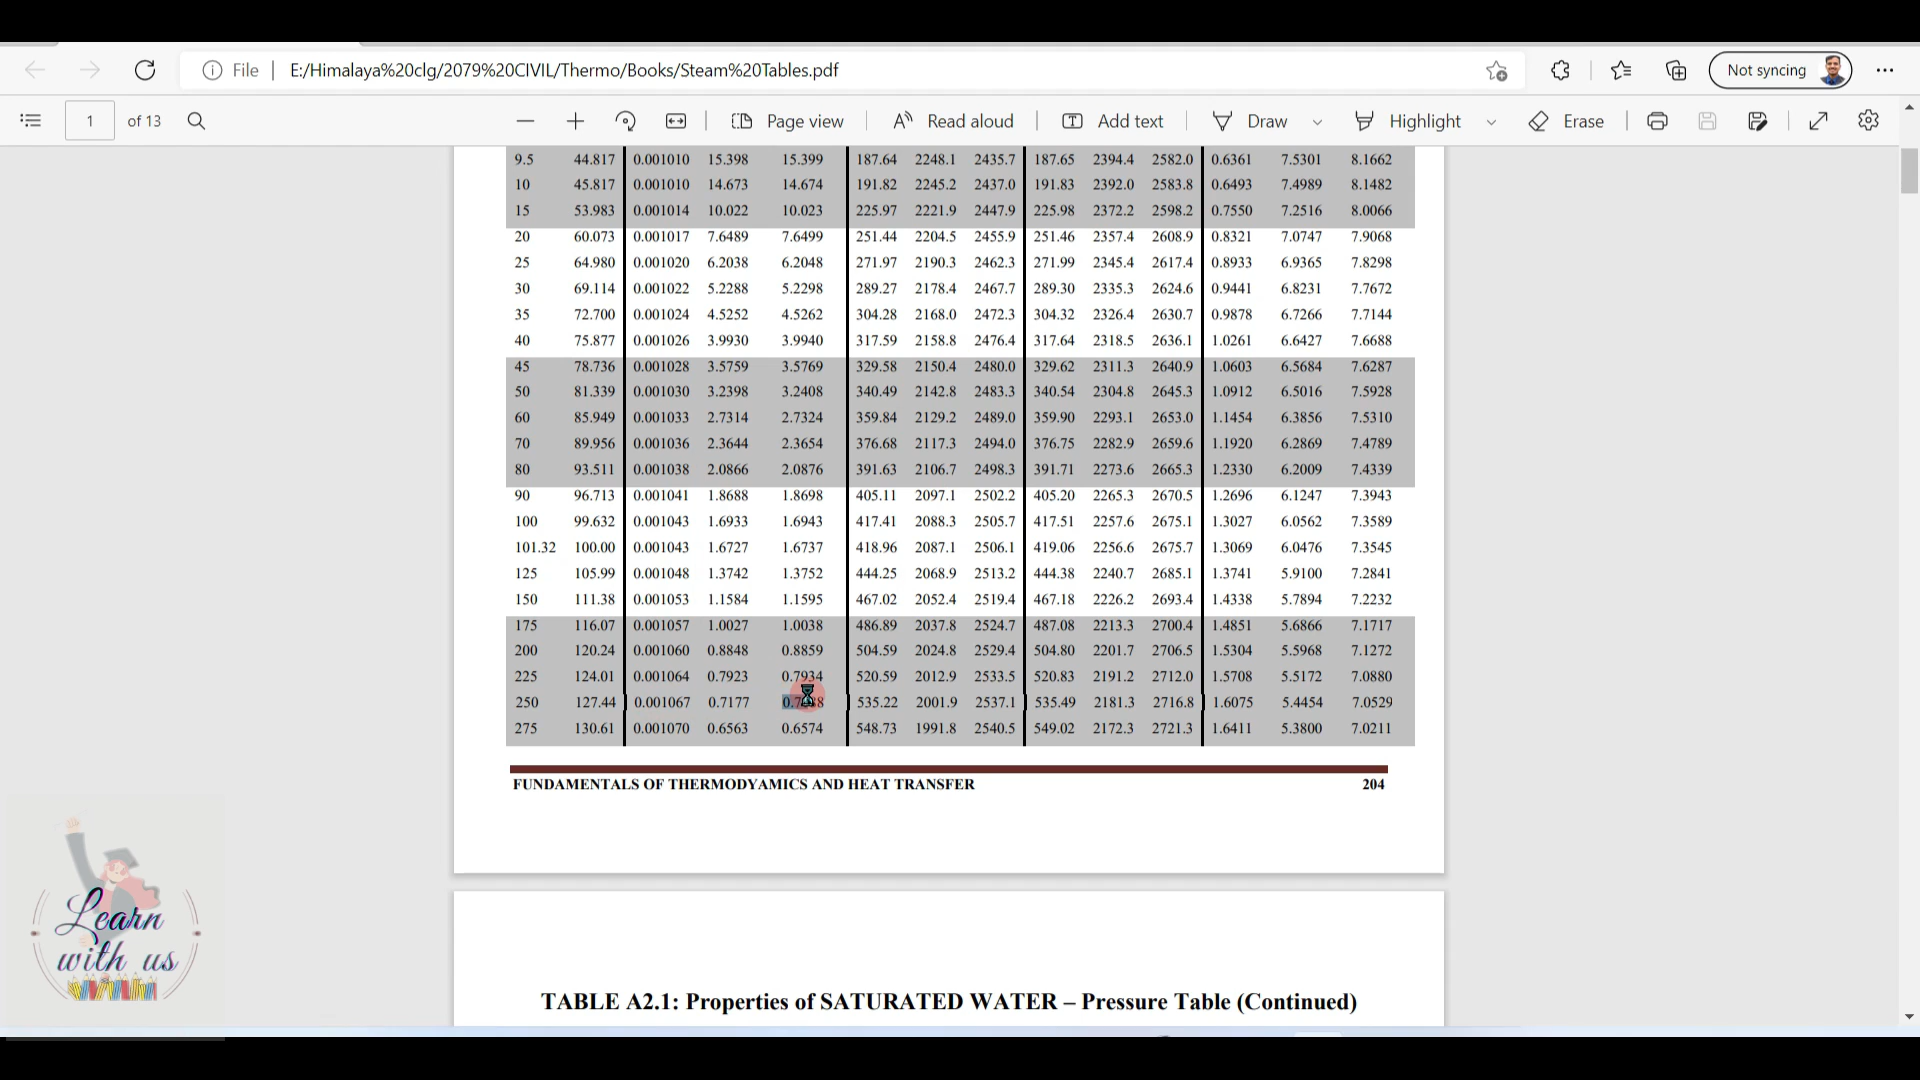 File E:/Himalaya%20clg/2079%20CIVIL/Thermo/Books/Steam%20Tables.pdf Not syncing
1 of 13 Page view Read aloud Add text Draw Highlight Erase
9.5 44.817 0.001010 15.398 15.399 187.64 2248.1 2435.7 187.65 2394.4 2582.0 0.6361 7.5301 8.1662
10 45.817 0.001010 14.673 14.674 191.82 2245.2 2437.0 191.83 2392.0 2583.8 0.6493 7.4989 8.1482
15 53.983 0.001014 10.022 10.023 225.97 2221.9 2447.9 225.98 2372.2 2598.2 0.7550 7.2516 8.0066
20 60.073 0.001017 7.6489 7.6499 251.44 2204.5 2455.9 251.46 2357.4 2608.9 0.8321 7.0747 7.9068
25 64.980 0.001020 6.2038 6.2048 271.97 2190.3 2462.3 271.99 2345.4 2617.4 0.8933 6.9365 7.8298
30 69.114 0.001022 5.2288 5.2298 289.27 2178.4 2467.7 289.30 2335.3 2624.6 0.9441 6.8231 7.7672
35 72.700 0.001024 4.5252 4.5262 304.28 2168.0 2472.3 304.32 2326.4 2630.7 0.9878 6.7266 7.7144
40 75.877 0.001026 3.9930 3.9940 317.59 2158.8 2476.4 317.64 2318.5 2636.1 1.0261 6.6427 7.6688
45 78.736 0.001028 3.5759 3.5769 329.58 2150.4 2480.0 329.62 2311.3 2640.9 1.0603 6.5684 7.6287
50 81.339 0.001030 3.2398 3.2408 340.49 2142.8 2483.3 340.54 2304.8 2645.3 1.0912 6.5016 7.5928
60 85.949 0.001033 2.7314 2.7324 359.84 2129.2 2489.0 359.90 2293.1 2653.0 1.1454 6.3856 7.5310
70 89.956 0.001036 2.3644 2.3654 376.68 2117.3 2494.0 376.75 2282.9 2659.6 1.1920 6.2869 7.4789
80 93.511 0.001038 2.0866 2.0876 391.63 2106.7 2498.3 391.71 2273.6 2665.3 1.2330 6.2009 7.4339
90 96.713 0.001041 1.8688 1.8698 405.11 2097.1 2502.2 405.20 2265.3 2670.5 1.2696 6.1247 7.3943
100 99.632 0.001043 1.6933 1.6943 417.41 2088.3 2505.7 417.51 2257.6 2675.1 1.3027 6.0562 7.3589
101.32 100.00 0.001043 1.6727 1.6737 418.96 2087.1 2506.1 419.06 2256.6 2675.7 1.3069 6.0476 7.3545
125 105.99 0.001048 1.3742 1.3752 444.25 2068.9 2513.2 444.38 2240.7 2685.1 1.3741 5.9100 7.2841
150 111.38 0.001053 1.1584 1.1595 467.02 2052.4 2519.4 467.18 2226.2 2693.4 1.4338 5.7894 7.2232
175 116.07 0.001057 1.0027 1.0038 486.89 2037.8 2524.7 487.08 2213.3 2700.4 1.4851 5.6866 7.1717
200 120.24 0.001060 0.8848 0.8859 504.59 2024.8 2529.4 504.80 2201.7 2706.5 1.5304 5.5968 7.1272
225 124.01 0.001064 0.7923 0.7934 520.59 2012.9 2533.5 520.83 2191.2 2712.0 1.5708 5.5172 7.0880
250 127.44 0.001067 0.7177 535.22 2001.9 2537.1 535.49 2181.3 2716.8 1.6075 5.4454 7.0529
275 130.61 0.001070 0.6563 0.6574 548.73 1991.8 2540.5 549.02 2172.3 2721.3 1.6411 5.3800 7.0211
FUNDAMENTALS OF THERMODYAMICS AND HEAT TRANSFER 204
Learn
with us
TABLE A2.1: Properties of SATURATED WATER – Pressure Table (Continued)